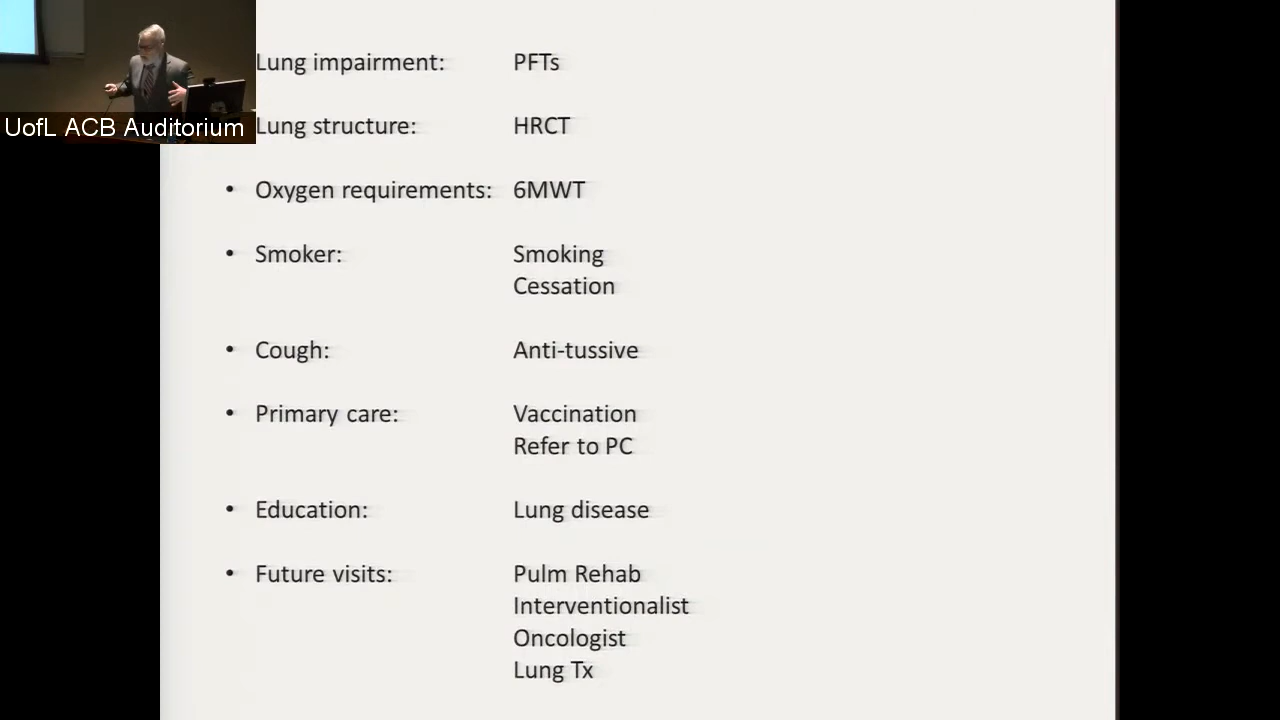 UofL ACB Auditorium
Lung impairment: PFTs
Lung structure: HRCT
• Oxygen requirements: 6MWT
• Smoker: Smoking
Cessation
• Cough: Anti-tussive
• Primary care: Vaccination
Refer to PC
• Education: Lung disease
• Future visits: Pulm Rehab
Interventionalist
Oncologist
Lung Tx